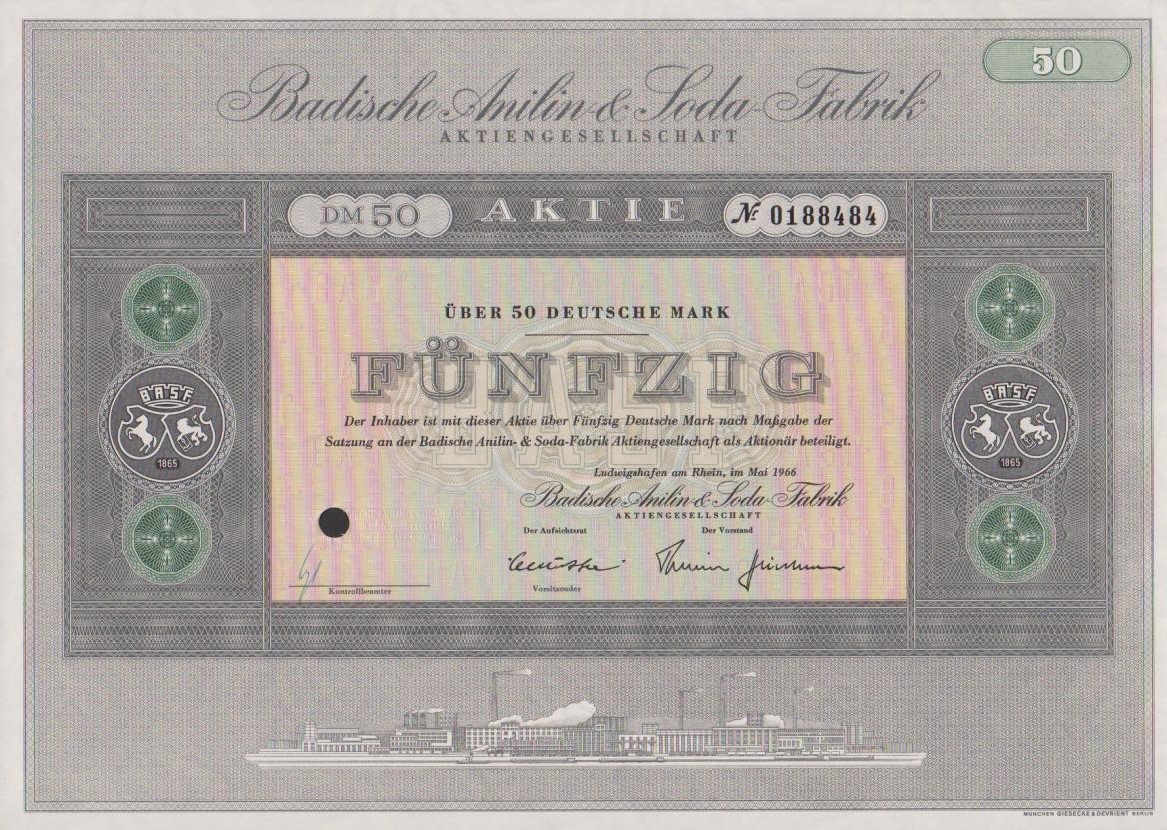 50
Badische Anilin- & Soda-Fabrik
AKTIENGESELLSCHAFT
DM 50
AKTIE
№ 0188484
ÜBER 50 DEUTSCHE MARK
FÜNFZIG
Der Inhaber ist mit dieser Aktie über Fünfzig Deutsche Mark nach Maßgabe der
Satzung an der Badische Anilin- & Soda-Fabrik Aktiengesellschaft als Aktionär beteiligt.
Ludwigshafen am Rhein, im Mai 1966
Badische Anilin- & Soda-Fabrik
AKTIENGESELLSCHAFT
Der Aufsichtsrat
Der Vorstand
Kontrollbeamter
Vorsitzender
BASF
1865
BASF
1865
MÜNCHEN GIESECKE & DEVRIENT BERLIN